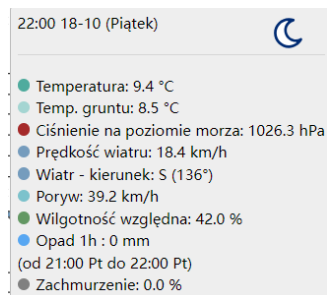 22:00 18-10 (Piątek)
Temperatura: 9.4 °C
Temp. gruntu: 8.5 °C
Ciśnienie na poziomie morza: 1026.3 hPa
Prędkość wiatru: 18.4 km/h
Wiatr - kierunek: S (136°)
Poryw: 39.2 km/h
Wilgotność względna: 42.0 %
Opad 1h : 0 mm
(od 21:00 Pt do 22:00 Pt)
Zachmurzenie: 0.0 %